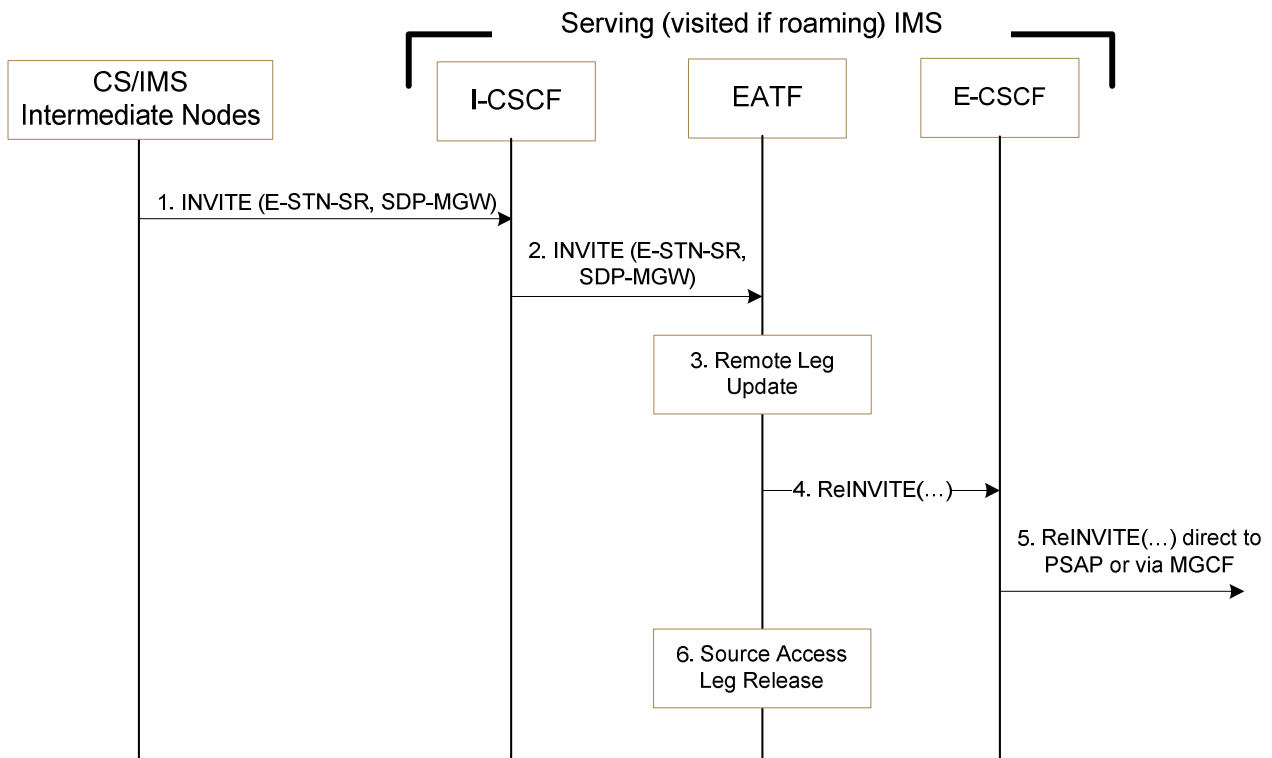 Serving (visited if roaming) IMS
CS/IMS
Intermediate Nodes
I-CSCF
EATF
E-CSCF
1. INVITE (E-STN-SR, SDP-MGW)
2. INVITE (E-STN-SR,
SDP-MGW)
3. Remote Leg
Update
4. ReINVITE(…)
5. ReINVITE(…) direct to
PSAP or via MGCF
6. Source Access
Leg Release